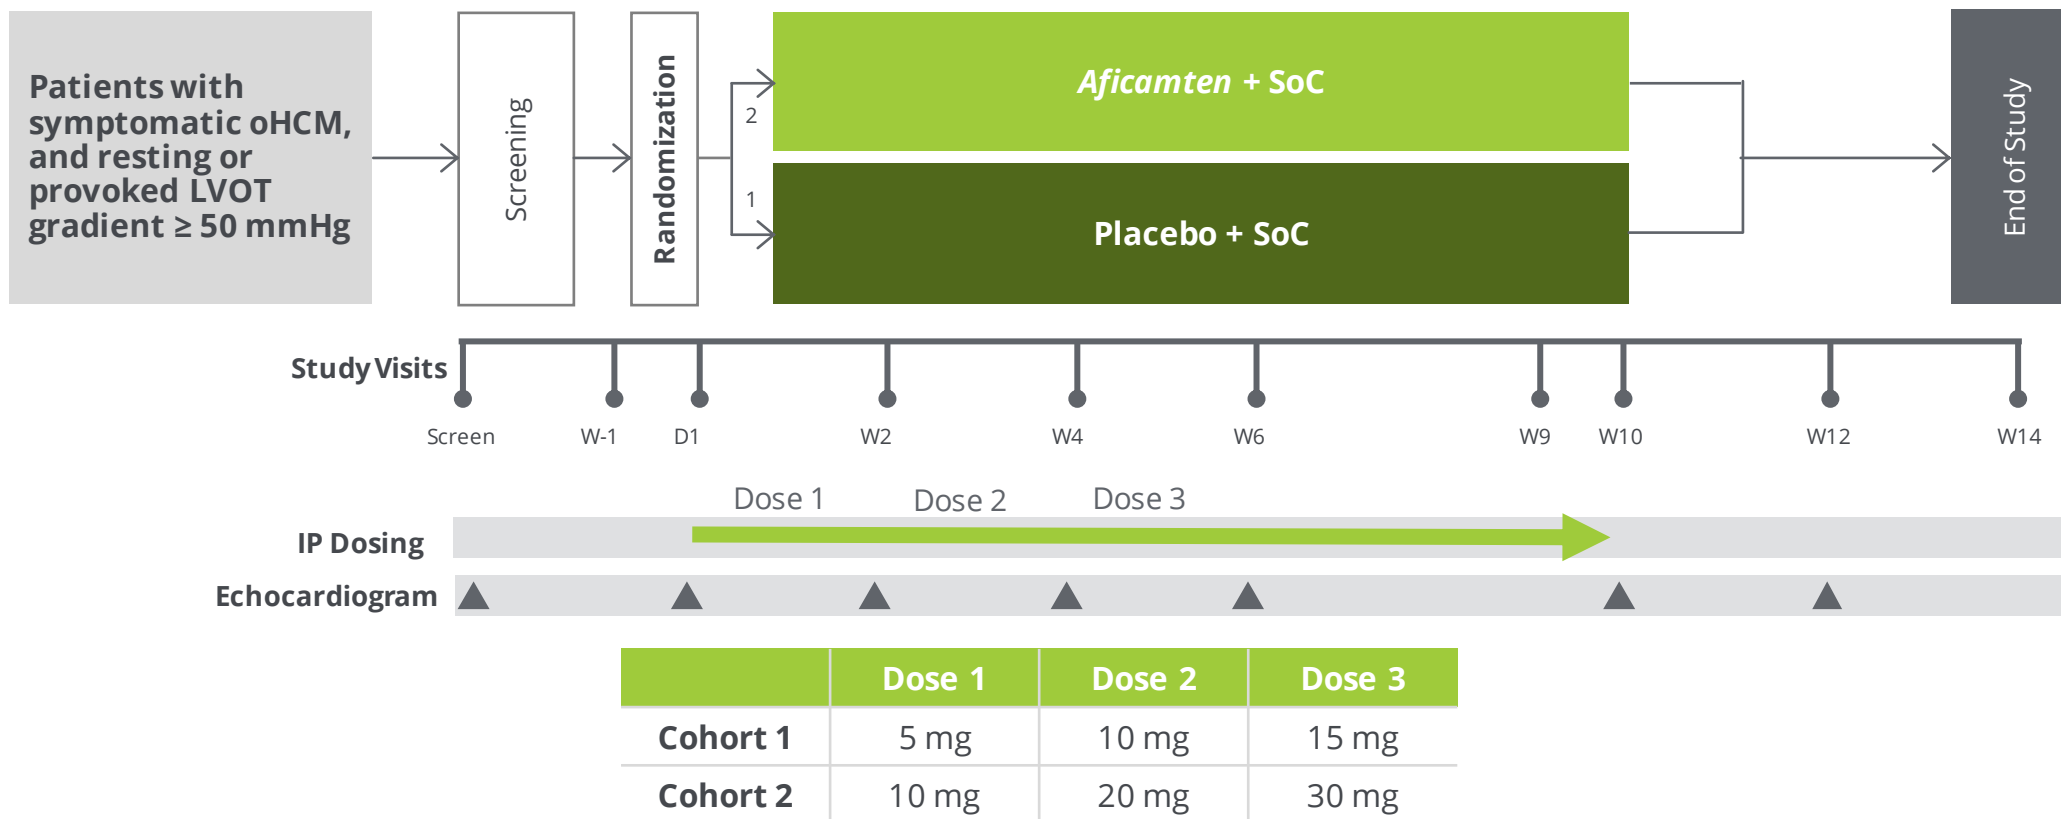 Patients with
symptomatic oHCM,
and resting or
provoked LVOT
gradient ≥ 50 mmHg
Screening
Randomization
2
1
Aficamten + SoC
Placebo + SoC
End of Study
Study Visits
Screen
W-1
D1
W2
W4
W6
W9
W10
W12
W14
Dose 1
Dose 2
Dose 3
IP Dosing
Echocardiogram
Dose 1 Dose 2 Dose 3
Cohort 1 5 mg 10 mg 15 mg
Cohort 2 10 mg 20 mg 30 mg